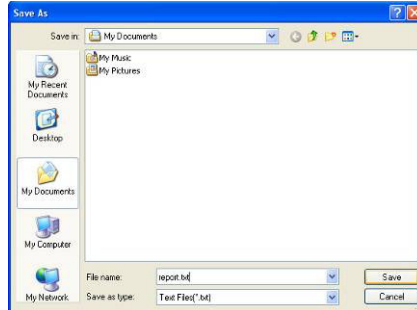 Save As
Save in: My Documents
My Music
My Pictures
My Recent
Documents
Desktop
My Documents
My Computer
My Network
File name: report.txt Save
Save as type: Text Files(*.txt) Cancel